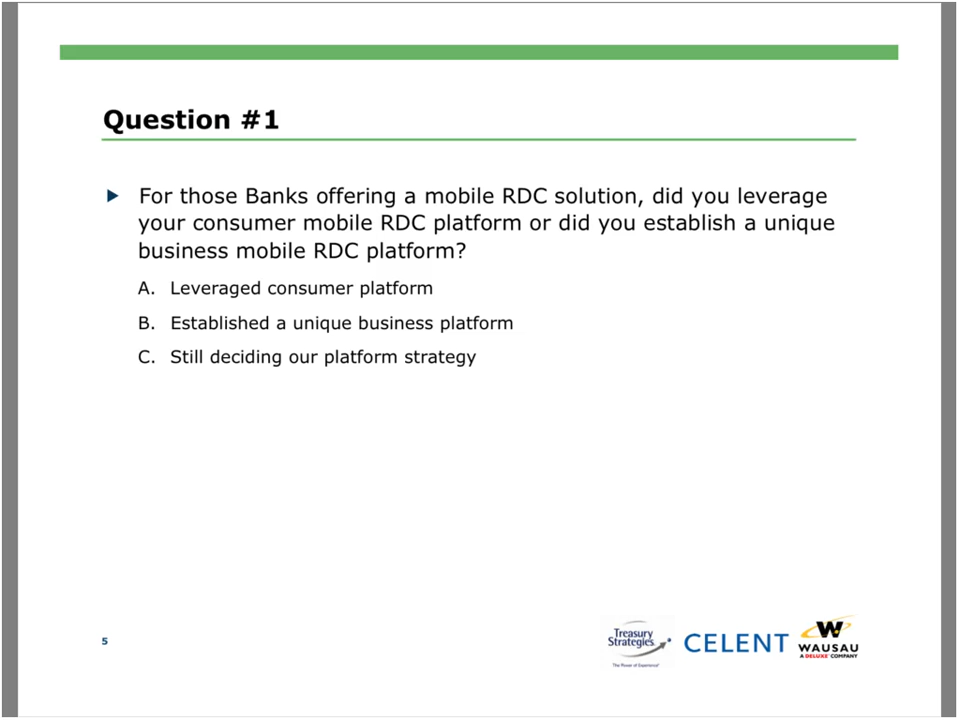 Question #1
For those Banks offering a mobile RDC solution, did you leverage
your consumer mobile RDC platform or did you establish a unique
business mobile RDC platform?
A. Leveraged consumer platform
B. Established a unique business platform
C. Still deciding our platform strategy
5
Treasury
Strategies
The Power of Experience®
CELENT
W
WAUSAU
A DELUXE COMPANY